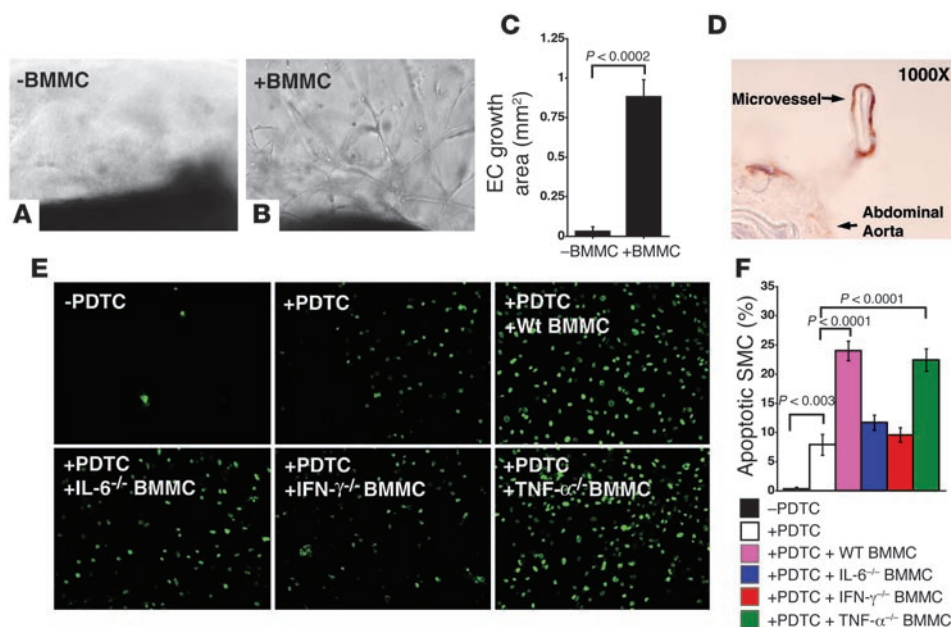 -BMMC
A
+BMMC
B
C
1.25
1
0.75
0.5
0.25
0
EC growth
area (mm²)
P < 0.0002
–BMMC +BMMC
D
1000X
Microvessel
Abdominal
Aorta
E
-PDTC
+PDTC
+PDTC
+Wt BMMC
+PDTC
+IL-6⁻/⁻ BMMC
+PDTC
+IFN-γ⁻/⁻ BMMC
+PDTC
+TNF-α⁻/⁻ BMMC
F
35
30
25
20
15
10
5
0
Apoptotic SMC (%)
P < 0.0001
P < 0.0001
P < 0.003
–PDTC
+PDTC
+PDTC + WT BMMC
+PDTC + IL-6⁻/⁻ BMMC
+PDTC + IFN-γ⁻/⁻ BMMC
+PDTC + TNF-α⁻/⁻ BMMC